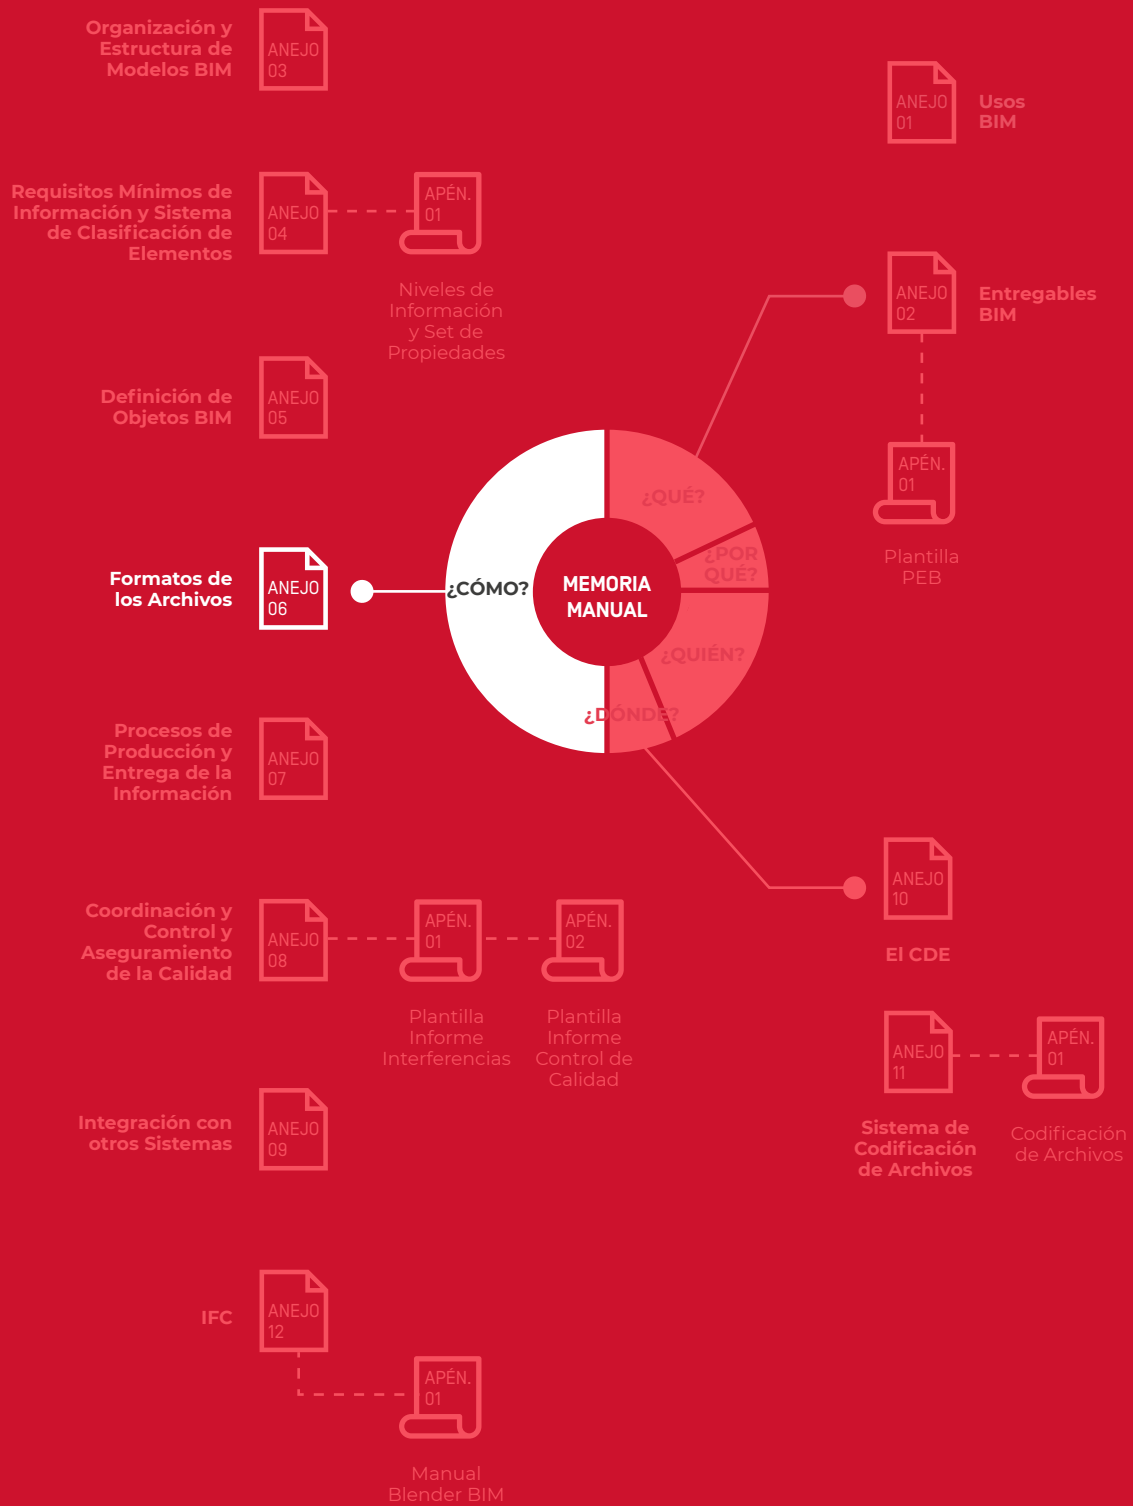 Organización y
Estructura de
Modelos BIM
ANEJO
03
ANEJO
01
Usos
BIM
Requisitos Mínimos de
Información y Sistema
de Clasificación de
Elementos
ANEJO
04
APÉN.
01
Niveles de
Información
y Set de
Propiedades
ANEJO
02
Entregables
BIM
APÉN.
01
Plantilla
PEB
Definición de
Objetos BIM
ANEJO
05
Formatos de
los Archivos
ANEJO
06
¿CÓMO?
MEMORIA
MANUAL
¿QUÉ?
¿POR
QUÉ?
¿QUIÉN?
¿DÓNDE?
Procesos de
Producción y
Entrega de la
Información
ANEJO
07
Coordinación y
Control y
Aseguramiento
de la Calidad
ANEJO
08
APÉN.
01
Plantilla
Informe
Interferencias
APÉN.
02
Plantilla
Informe
Control de
Calidad
ANEJO
10
El CDE
ANEJO
11
Sistema de
Codificación
de Archivos
APÉN.
01
Codificación
de Archivos
Integración con
otros Sistemas
ANEJO
09
IFC
ANEJO
12
APÉN.
01
Manual
Blender BIM